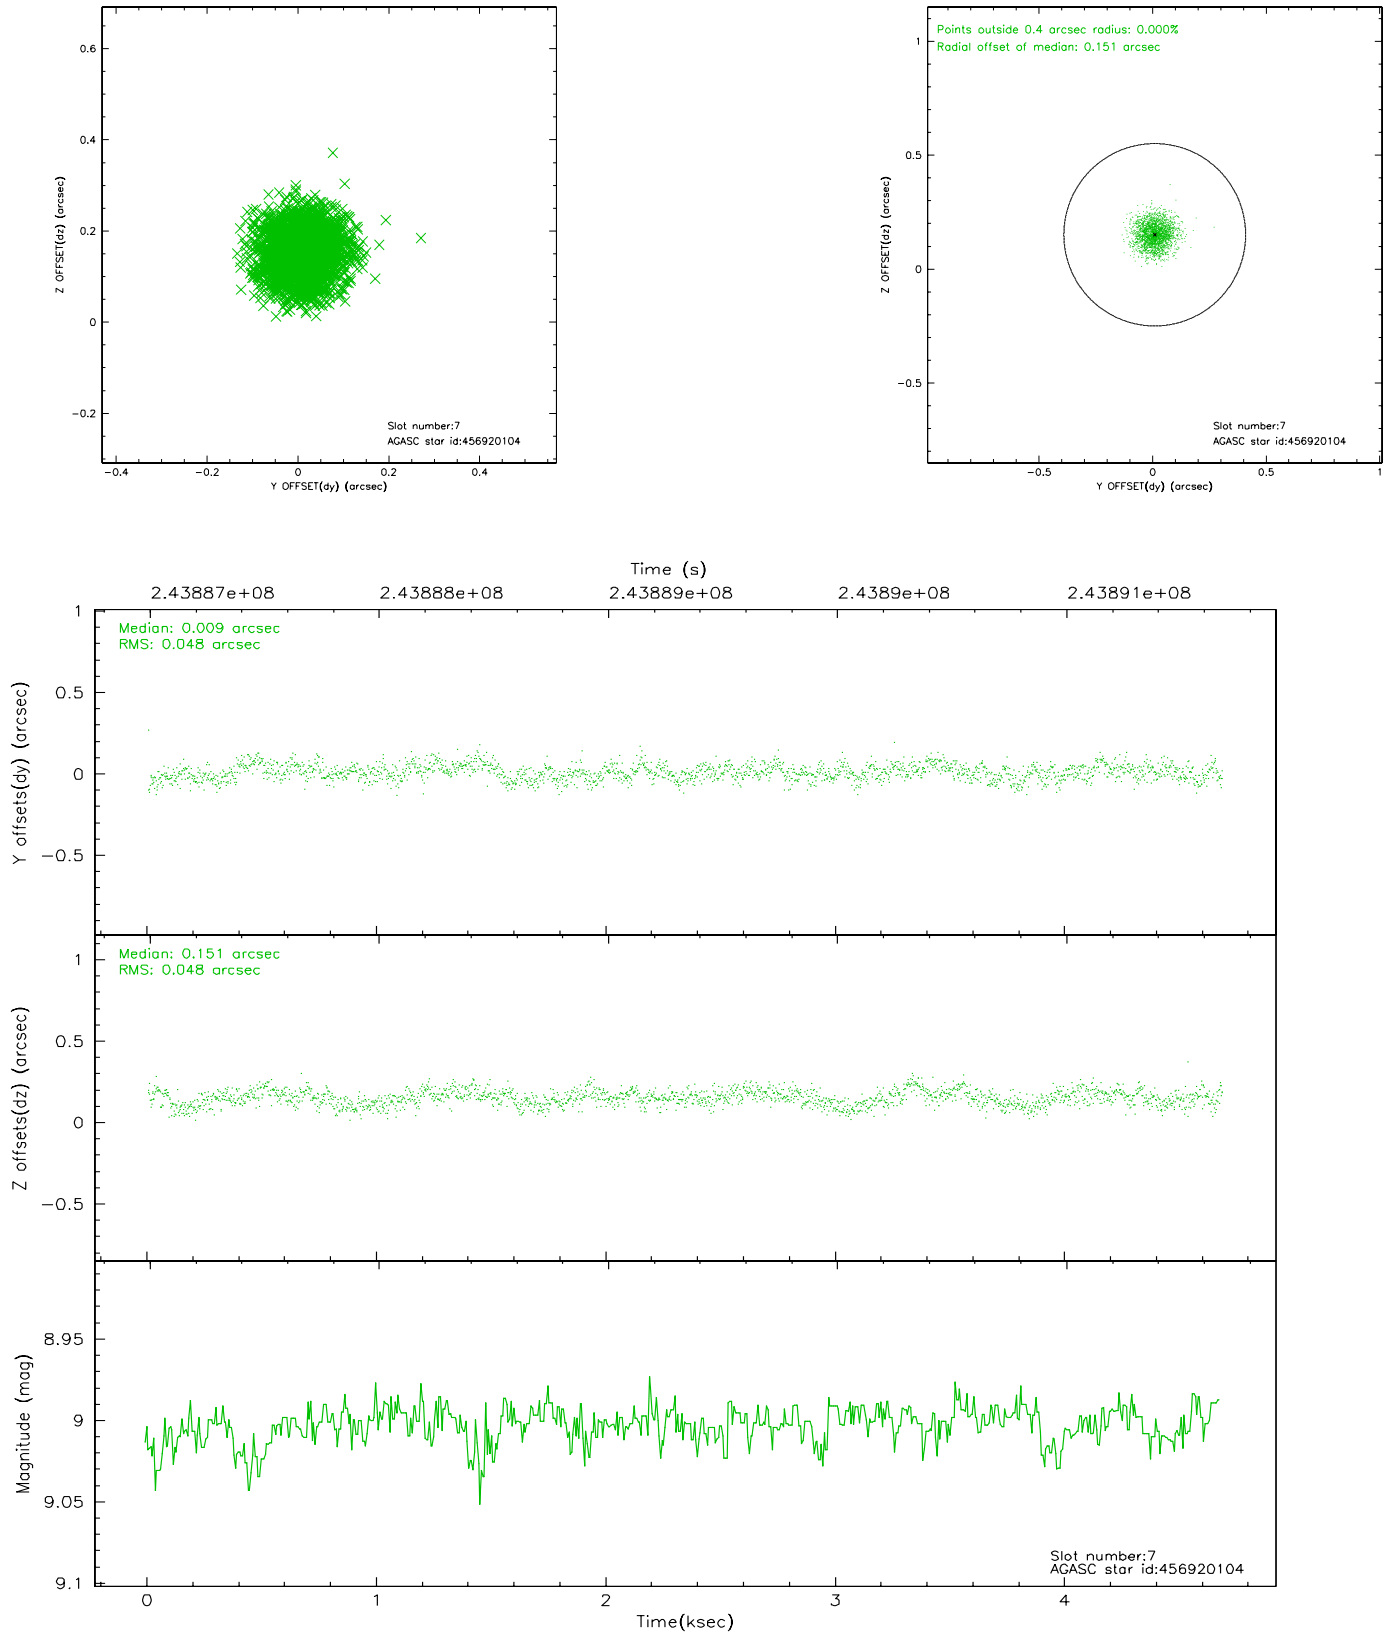 0.6
0.4
0.2
0
−0.2
Z OFFSET(dz) (arcsec)
−0.4 −0.2 0 0.2 0.4
Y OFFSET(dy) (arcsec)
Slot number:7
AGASC star id:456920104
Points outside 0.4 arcsec radius: 0.000%
Radial offset of median: 0.151 arcsec
1
0.5
0
−0.5
Z OFFSET(dz) (arcsec)
−0.5 0 0.5 1
Y OFFSET(dy) (arcsec)
Slot number:7
AGASC star id:456920104
Time (s)
2.43887e+08 2.43888e+08 2.43889e+08 2.4389e+08 2.43891e+08
Median: 0.009 arcsec
RMS: 0.048 arcsec
1
0.5
0
−0.5
Y offsets(dy) (arcsec)
Median: 0.151 arcsec
RMS: 0.048 arcsec
1
0.5
0
−0.5
Z offsets(dz) (arcsec)
8.95
9
9.05
9.1
Magnitude (mag)
Slot number:7
AGASC star id:456920104
0 1 2 3 4
Time(ksec)